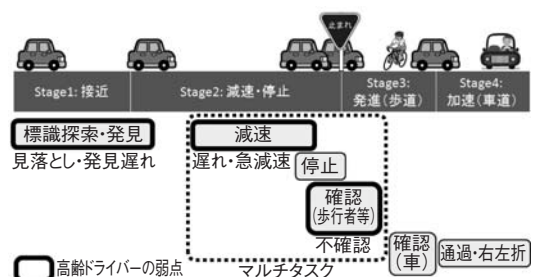 止まれ
Stage1: 接近
Stage2: 減速・停止
Stage3:
発進(歩道)
Stage4:
加速(車道)
標識探索・発見
見落とし・発見遅れ
減速
遅れ・急減速
停止
確認
(歩行者等)
不確認
確認
(車)
通過・右左折
高齢ドライバーの弱点
マルチタスク